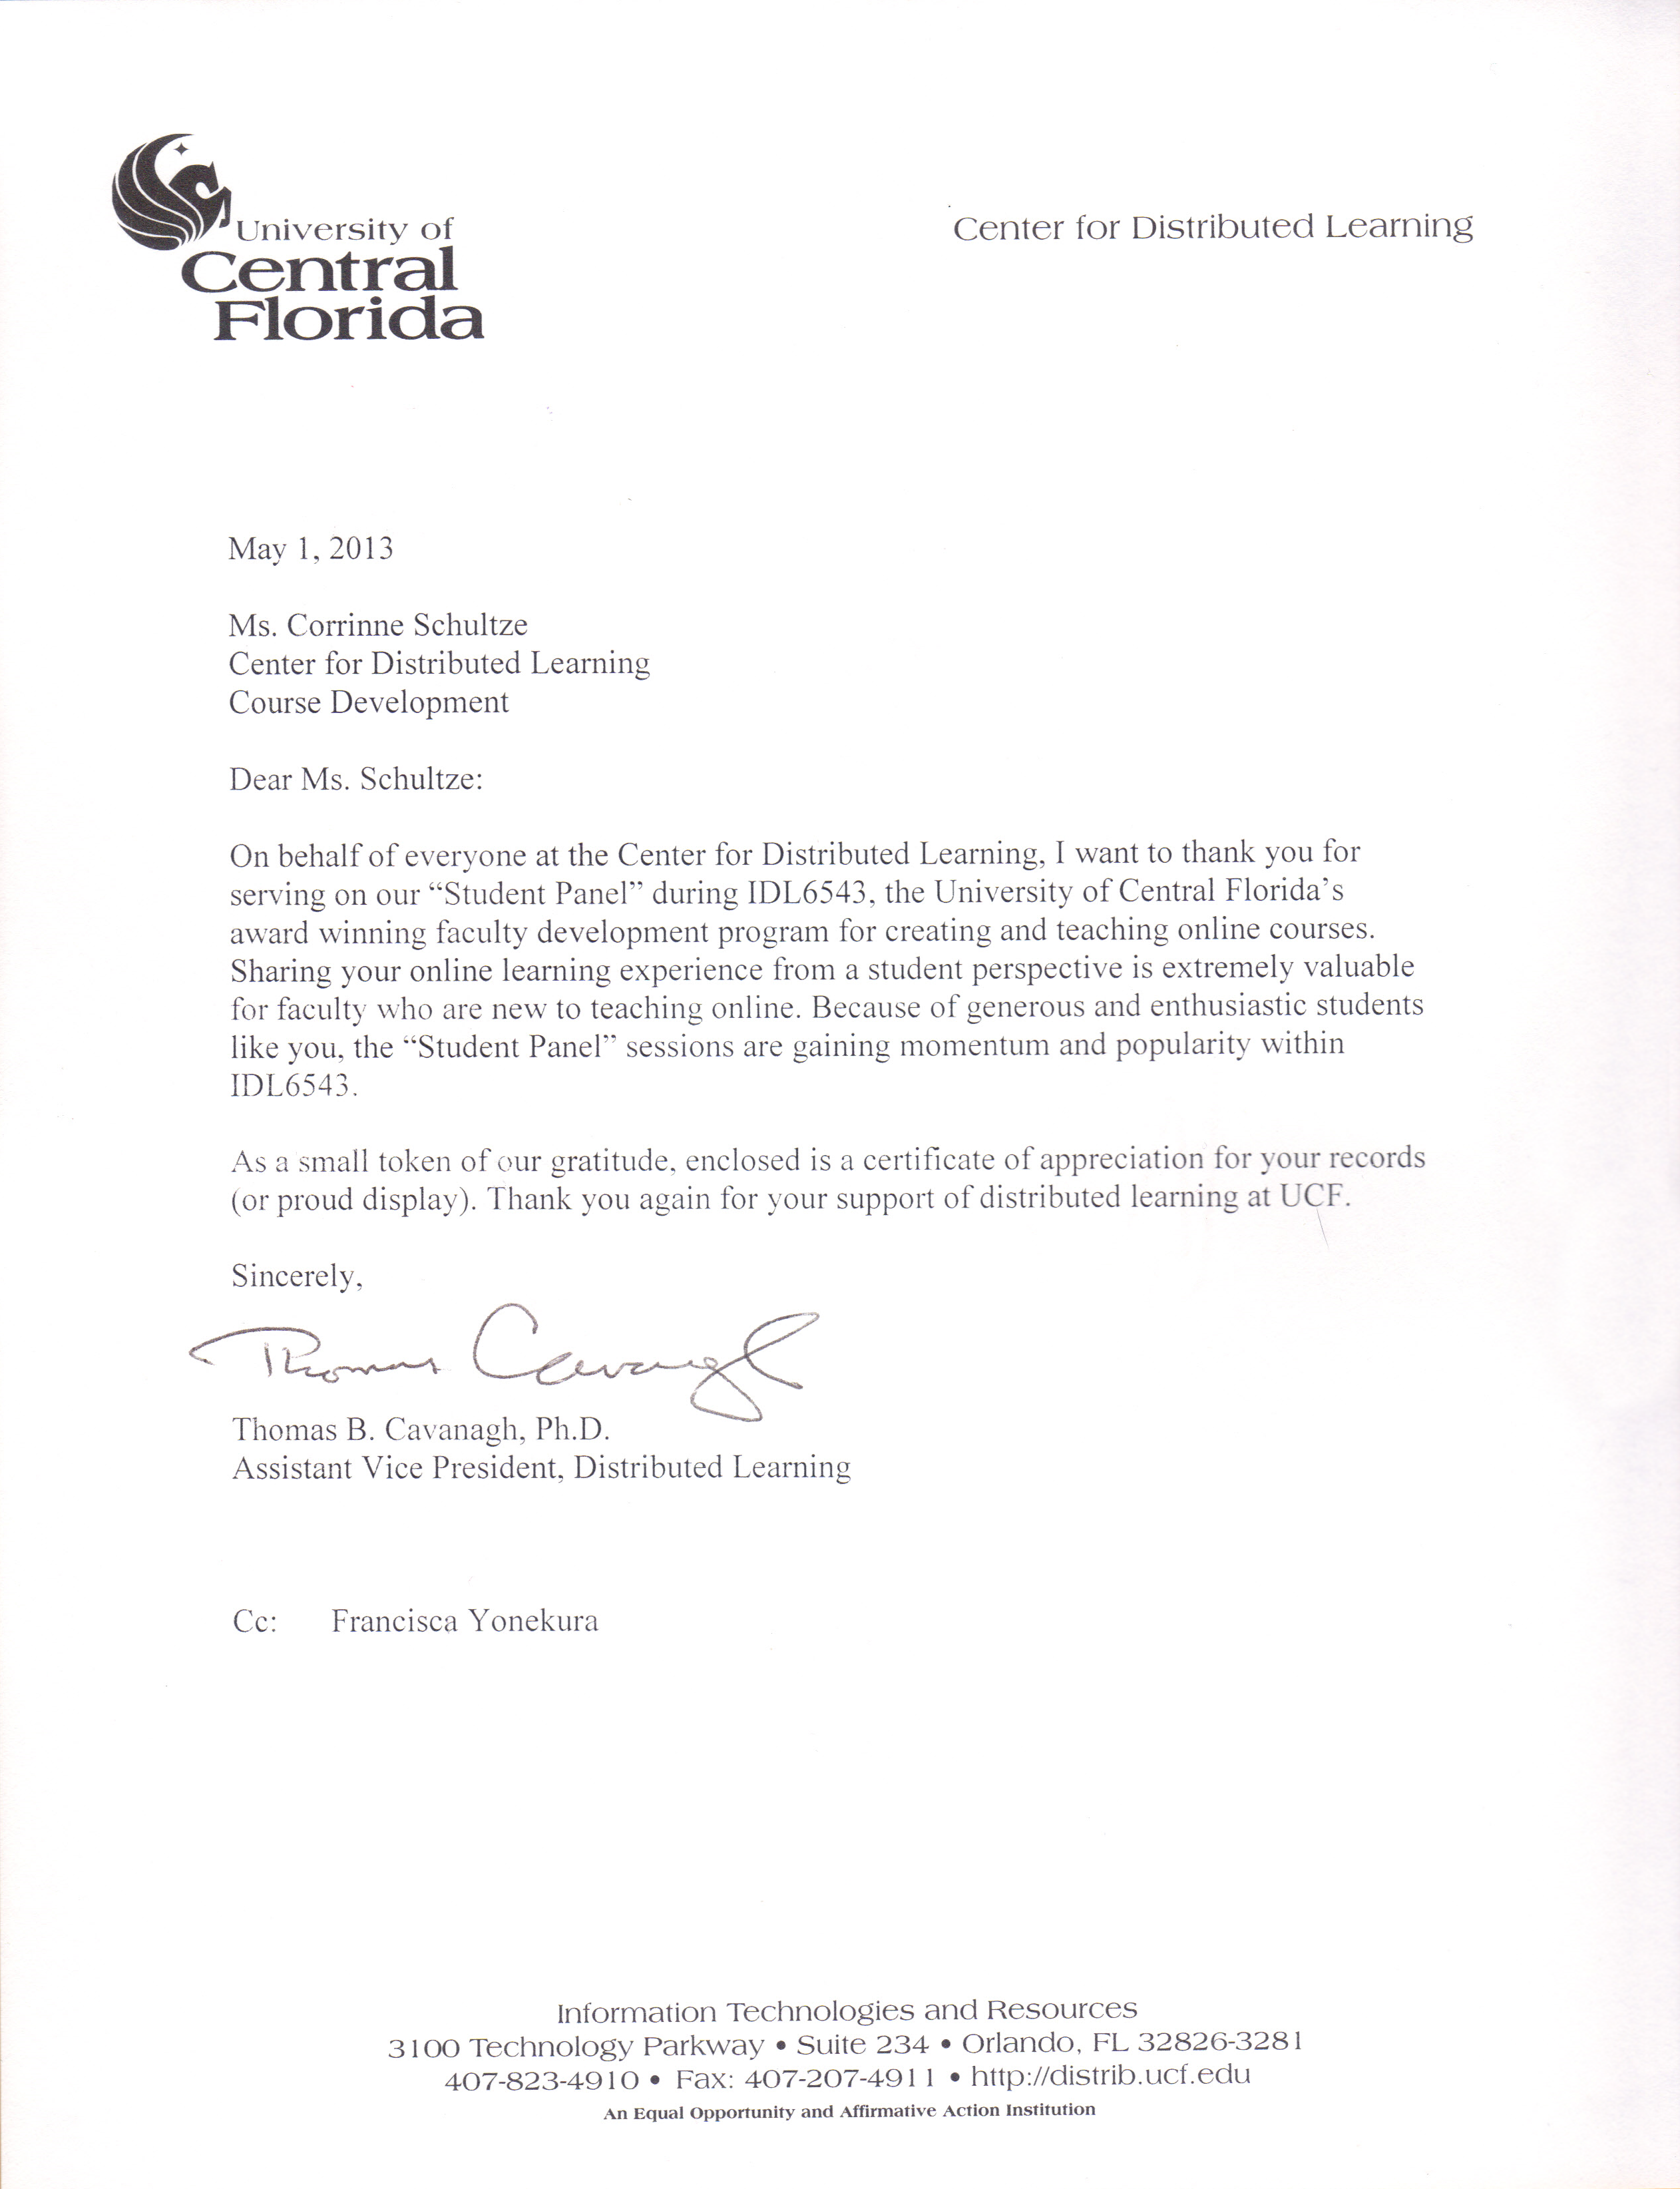 University of
Central
Florida
Center for Distributed Learning
May 1, 2013
Ms. Corrinne Schultze
Center for Distributed Learning
Course Development
Dear Ms. Schultze:
On behalf of everyone at the Center for Distributed Learning, I want to thank you for
serving on our “Student Panel” during IDL6543, the University of Central Florida’s
award winning faculty development program for creating and teaching online courses.
Sharing your online learning experience from a student perspective is extremely valuable
for faculty who are new to teaching online. Because of generous and enthusiastic students
like you, the “Student Panel” sessions are gaining momentum and popularity within
IDL6543.
As a small token of our gratitude, enclosed is a certificate of appreciation for your records
(or proud display). Thank you again for your support of distributed learning at UCF.
Sincerely,
Thomas Cavanagh
Thomas B. Cavanagh, Ph.D.
Assistant Vice President, Distributed Learning
Cc: Francisca Yonekura
Information Technologies and Resources
3100 Technology Parkway • Suite 234 • Orlando, FL 32826-3281
407-823-4910 • Fax: 407-207-4911 • http://distrib.ucf.edu
An Equal Opportunity and Affirmative Action Institution